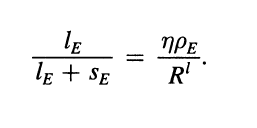 l_E / (l_E + s_E) = ηρ_E / R^l.